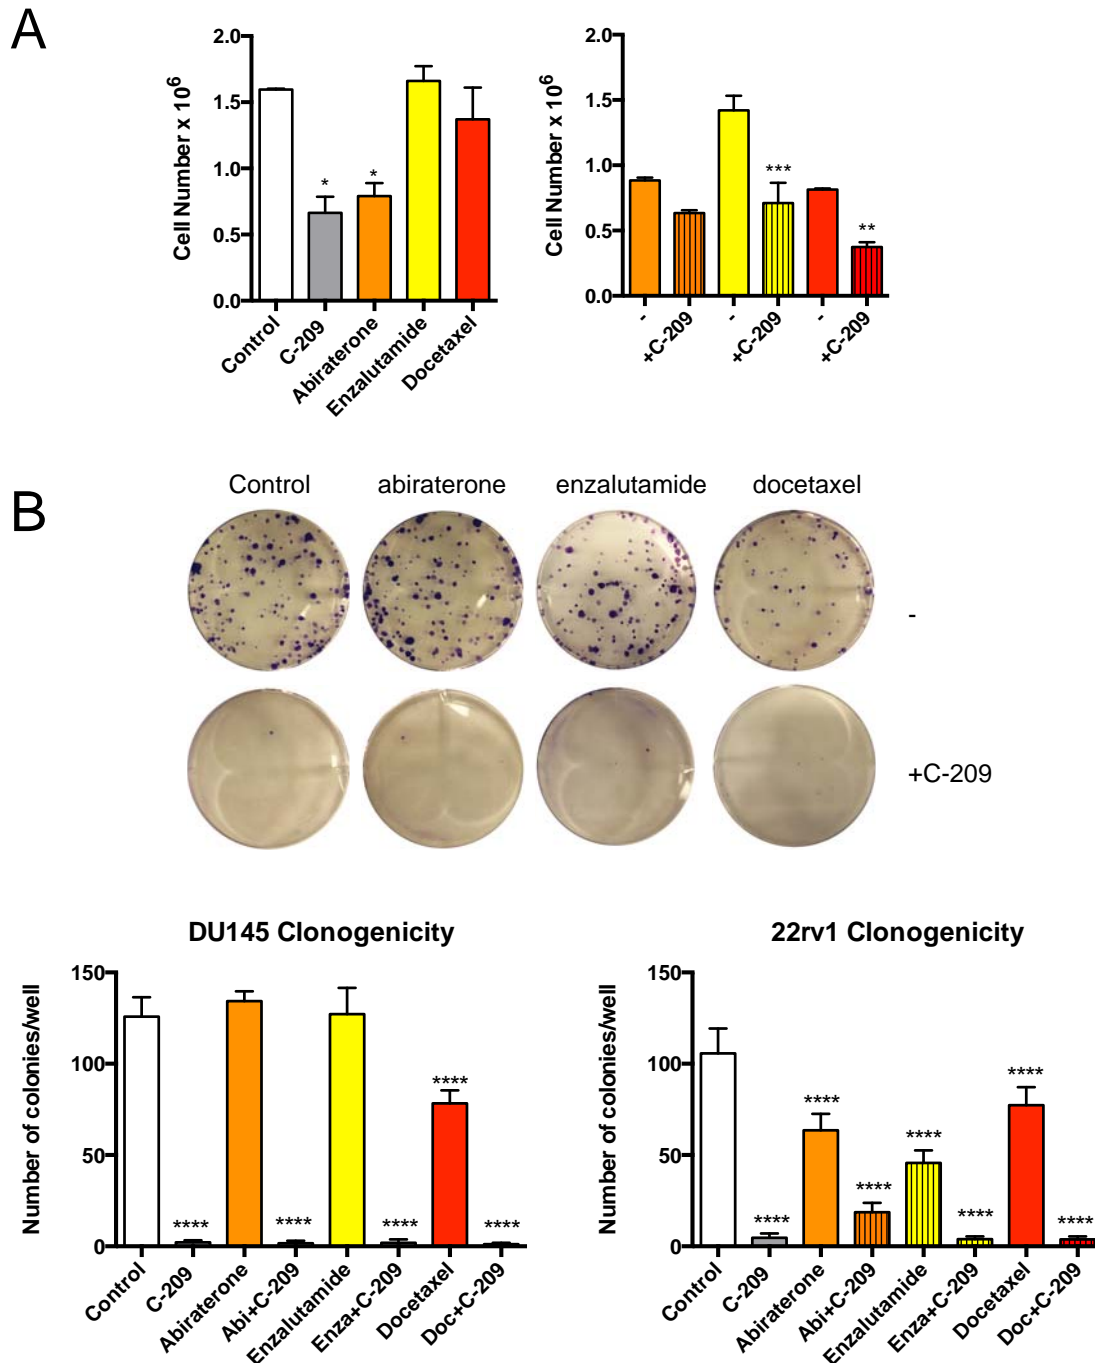 A
Cell Number x 10^6
2.0
1.5
1.0
0.5
0.0
*
*
Control
C-209
Abiraterone
Enzalutamide
Docetaxel
Cell Number x 10^6
2.0
1.5
1.0
0.5
0.0
***
**
-
+C-209
-
+C-209
-
+C-209
B
Control abiraterone enzalutamide docetaxel
-
+C-209
DU145 Clonogenicity
Number of colonies/well
150
100
50
0
****
****
****
****
****
Control
C-209
Abiraterone
Abi+C-209
Enzalutamide
Enza+C-209
Docetaxel
Doc+C-209
22rv1 Clonogenicity
Number of colonies/well
150
100
50
0
****
****
****
****
****
****
****
Control
C-209
Abiraterone
Abi+C-209
Enzalutamide
Enza+C-209
Docetaxel
Doc+C-209